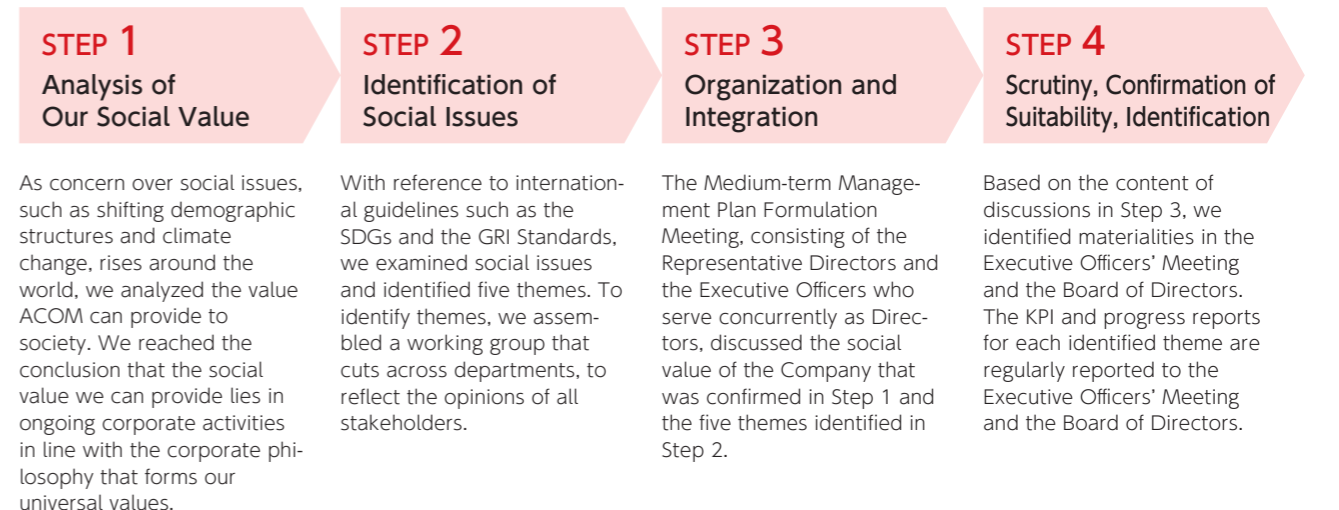 STEP 1
Analysis of
Our Social Value
As concern over social issues,
such as shifting demographic
structures and climate
change, rises around the
world, we analyzed the value
ACOM can provide to
society. We reached the
conclusion that the social
value we can provide lies in
ongoing corporate activities
in line with the corporate phi-
losophy that forms our
universal values.
STEP 2
Identification of
Social Issues
With reference to internation-
al guidelines such as the
SDGs and the GRI Standards,
we examined social issues
and identified five themes. To
identify themes, we assem-
bled a working group that
cuts across departments, to
reflect the opinions of all
stakeholders.
STEP 3
Organization and
Integration
The Medium-term Manage-
ment Plan Formulation
Meeting, consisting of the
Representative Directors and
the Executive Officers who
serve concurrently as Direc-
tors, discussed the social
value of the Company that
was confirmed in Step 1 and
the five themes identified in
Step 2.
STEP 4
Scrutiny, Confirmation of
Suitability, Identification
Based on the content of
discussions in Step 3, we
identified materialities in the
Executive Officers' Meeting
and the Board of Directors.
The KPI and progress reports
for each identified theme are
regularly reported to the
Executive Officers' Meeting
and the Board of Directors.